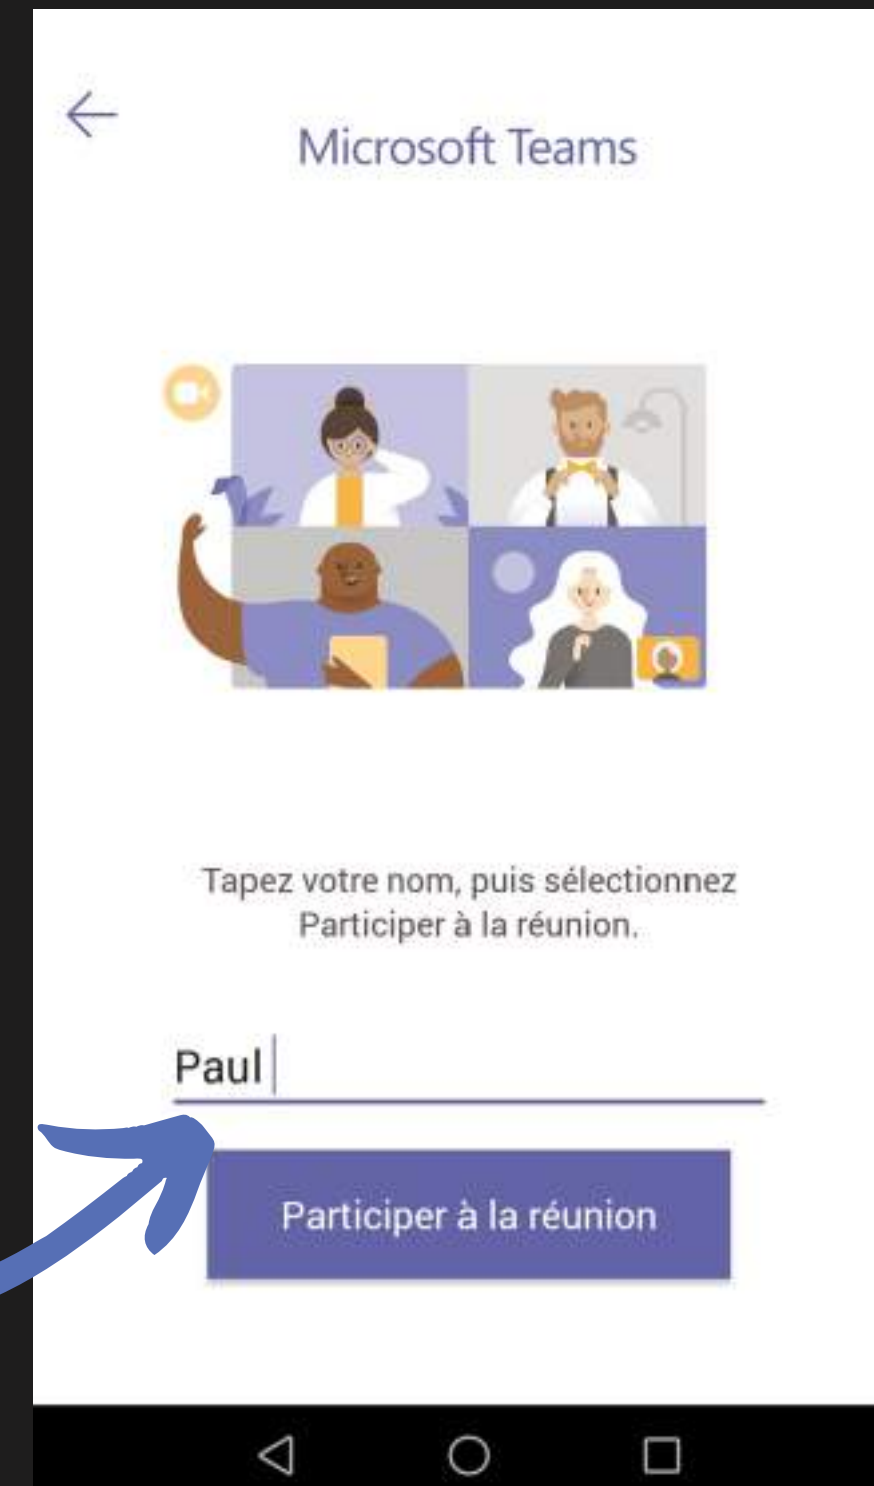 Microsoft Teams
Tapez votre nom, puis sélectionnez
Participer à la réunion.
Paul
Participer à la réunion